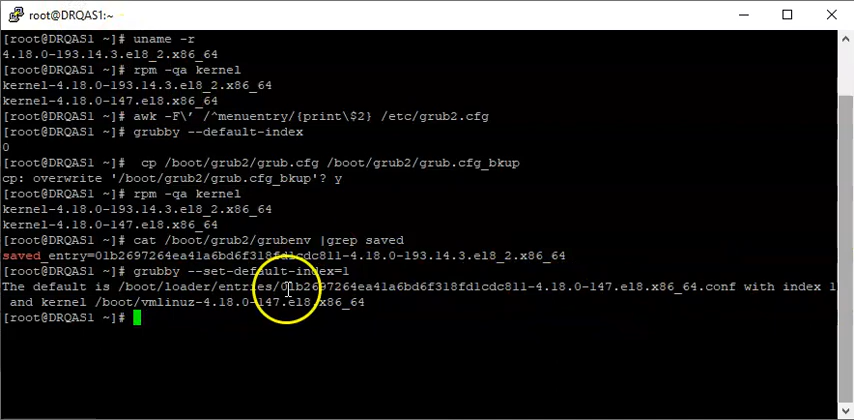 root@DRQAS1:~
[root@DRQAS1 ~]# uname -r
4.18.0-193.14.3.el8_2.x86_64
[root@DRQAS1 ~]# rpm -qa kernel
kernel-4.18.0-193.14.3.el8_2.x86_64
kernel-4.18.0-147.el8.x86_64
[root@DRQAS1 ~]# awk -F\’ /^menuentry/{print\$2} /etc/grub2.cfg
[root@DRQAS1 ~]# grubby --default-index
0
[root@DRQAS1 ~]#  cp /boot/grub2/grub.cfg /boot/grub2/grub.cfg_bkup
cp: overwrite '/boot/grub2/grub.cfg_bkup'? y
[root@DRQAS1 ~]# rpm -qa kernel
kernel-4.18.0-193.14.3.el8_2.x86_64
kernel-4.18.0-147.el8.x86_64
[root@DRQAS1 ~]# cat /boot/grub2/grubenv |grep saved
saved_entry=01b2697264ea41a6bd6f318fd1cdc811-4.18.0-193.14.3.el8_2.x86_64
[root@DRQAS1 ~]# grubby --set-default-index=1
The default is /boot/loader/entries/01b2697264ea41a6bd6f318fd1cdc811-4.18.0-147.el8.x86_64.conf with index 1
 and kernel /boot/vmlinuz-4.18.0-147.el8.x86_64
[root@DRQAS1 ~]#